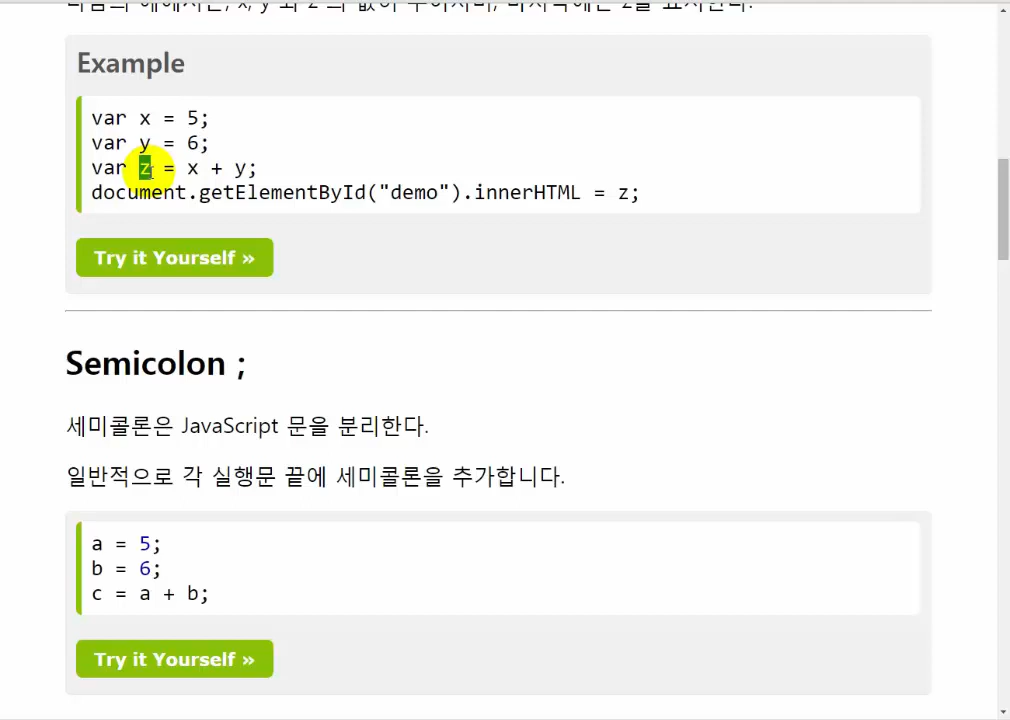 Example
var x = 5;
var y = 6;
var z = x + y;
document.getElementById("demo").innerHTML = z;
Try it Yourself »
Semicolon ;
세미콜론은 JavaScript 문을 분리한다.
일반적으로 각 실행문 끝에 세미콜론을 추가합니다.
a = 5;
b = 6;
c = a + b;
Try it Yourself »